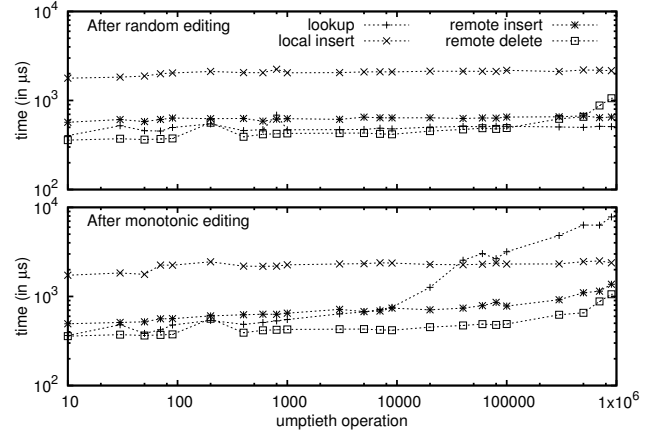 After random editing
lookup
local insert
remote insert
remote delete
time (in μs)
10^4
10^3
10^2
After monotonic editing
time (in μs)
10^4
10^3
10^2
10 100 1000 10000 100000 1x10^6
umptieth operation